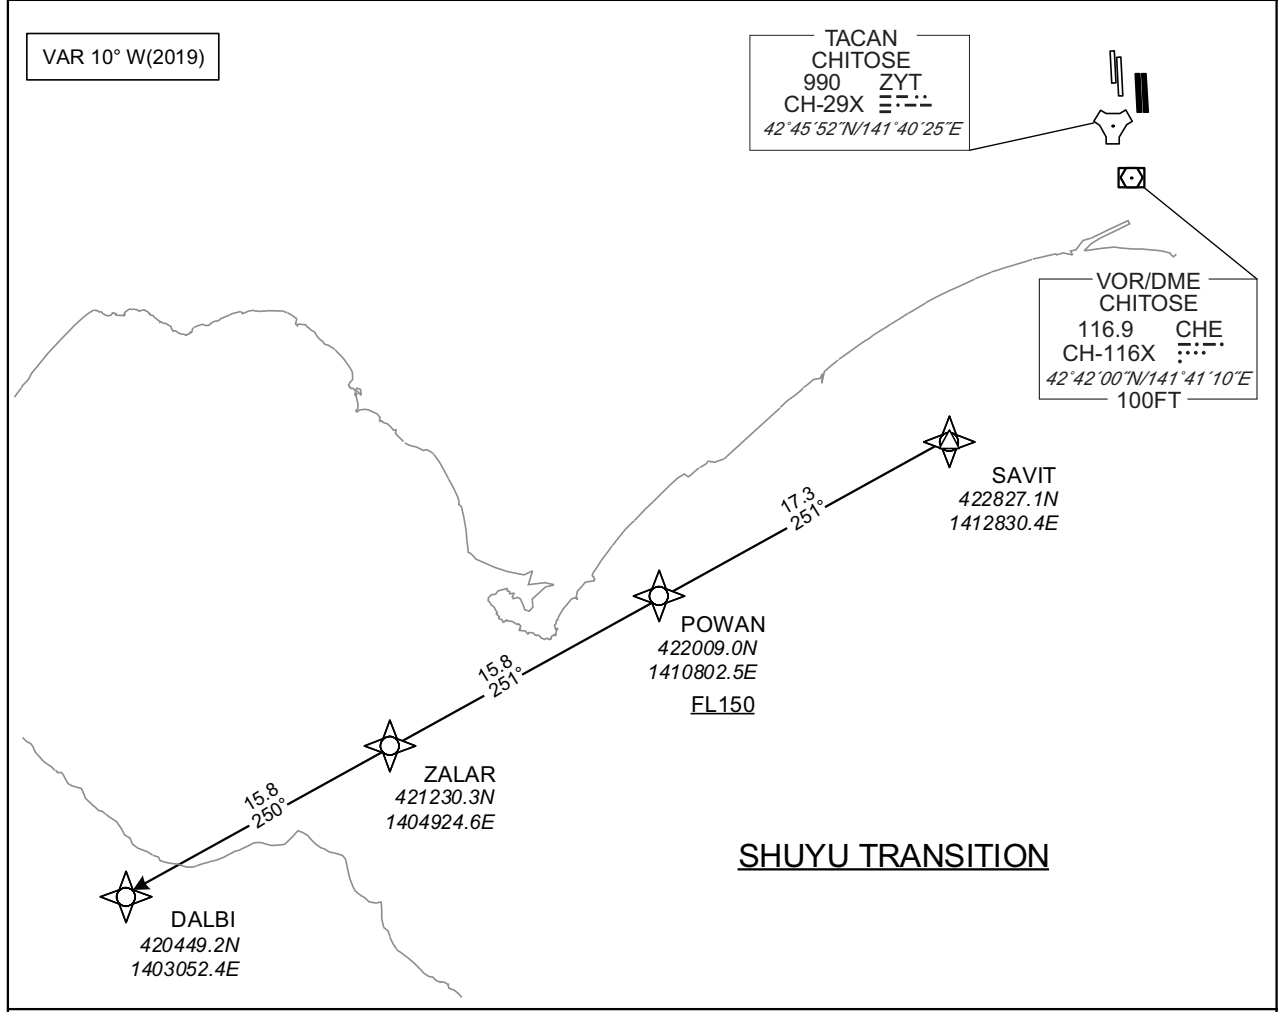 VAR 10° W(2019)
TACAN
CHITOSE
990 ZYT
CH-29X
42°45´52˝N/141°40´25˝E
VOR/DME
CHITOSE
116.9 CHE
CH-116X
42°42´00˝N/141°41´10˝E
100FT
SAVIT
422827.1N
1412830.4E
17.3
251°
POWAN
422009.0N
1410802.5E
FL150
15.8
251°
ZALAR
421230.3N
1404924.6E
15.8
250°
SHUYU TRANSITION
DALBI
420449.2N
1403052.4E